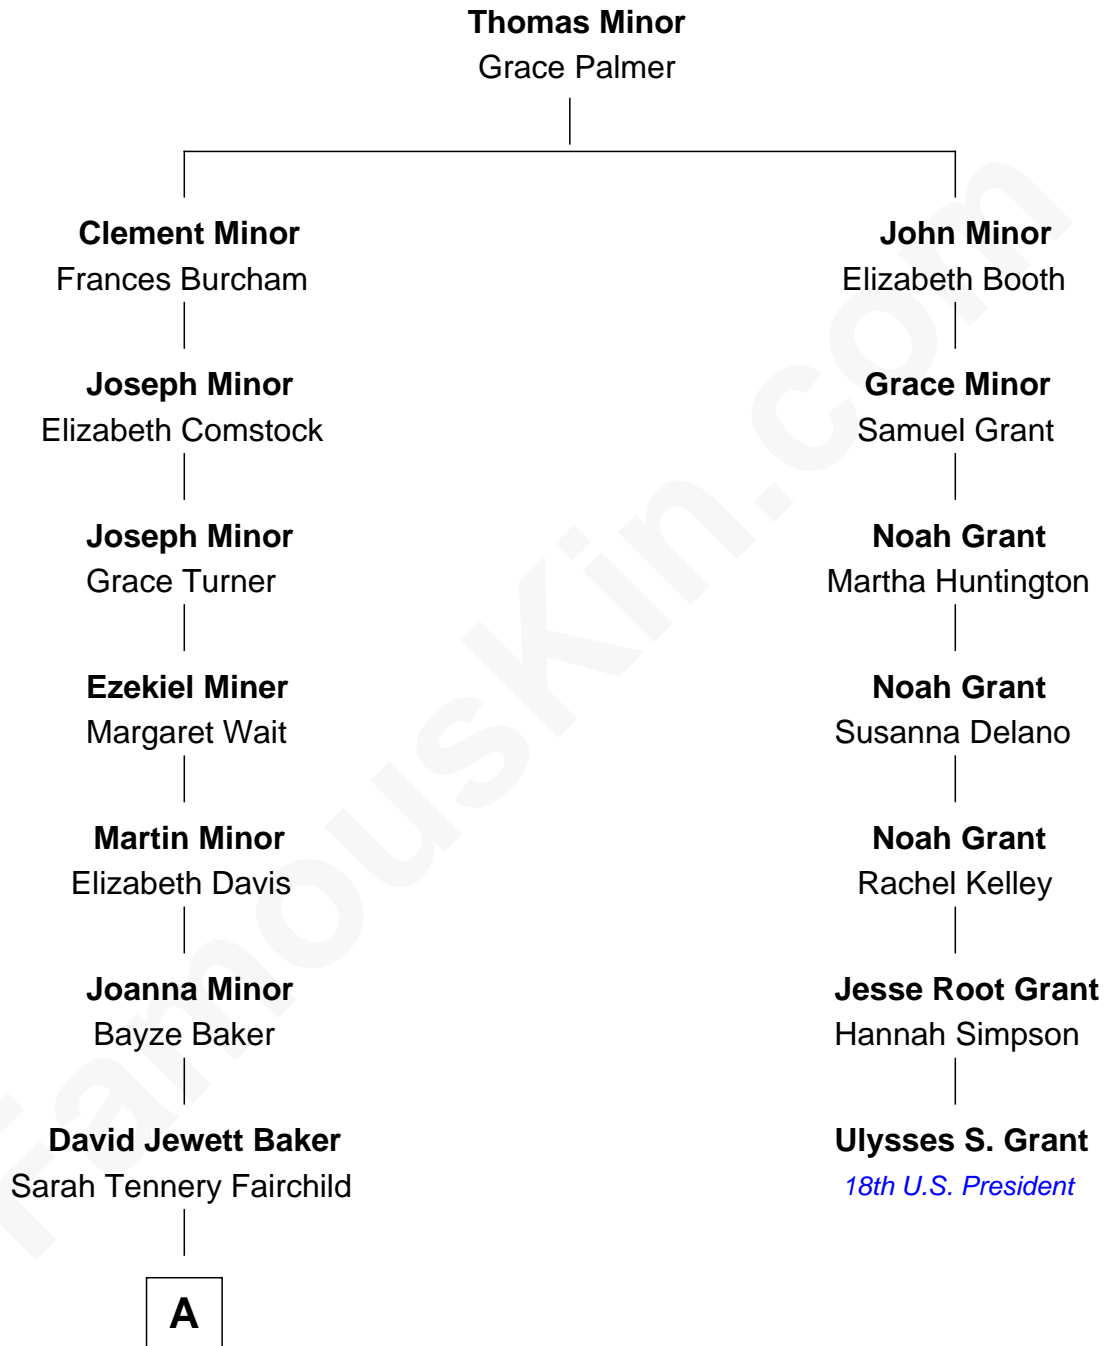 Thomas Minor
Grace Palmer
Clement Minor
Frances Burcham
John Minor
Elizabeth Booth
Joseph Minor
Elizabeth Comstock
Grace Minor
Samuel Grant
Joseph Minor
Grace Turner
Noah Grant
Martha Huntington
Ezekiel Miner
Margaret Wait
Noah Grant
Susanna Delano
Martin Minor
Elizabeth Davis
Noah Grant
Rachel Kelley
Joanna Minor
Bayze Baker
Jesse Root Grant
Hannah Simpson
David Jewett Baker
Sarah Tennery Fairchild
Ulysses S. Grant
18th U.S. President
A
FamousKin.com